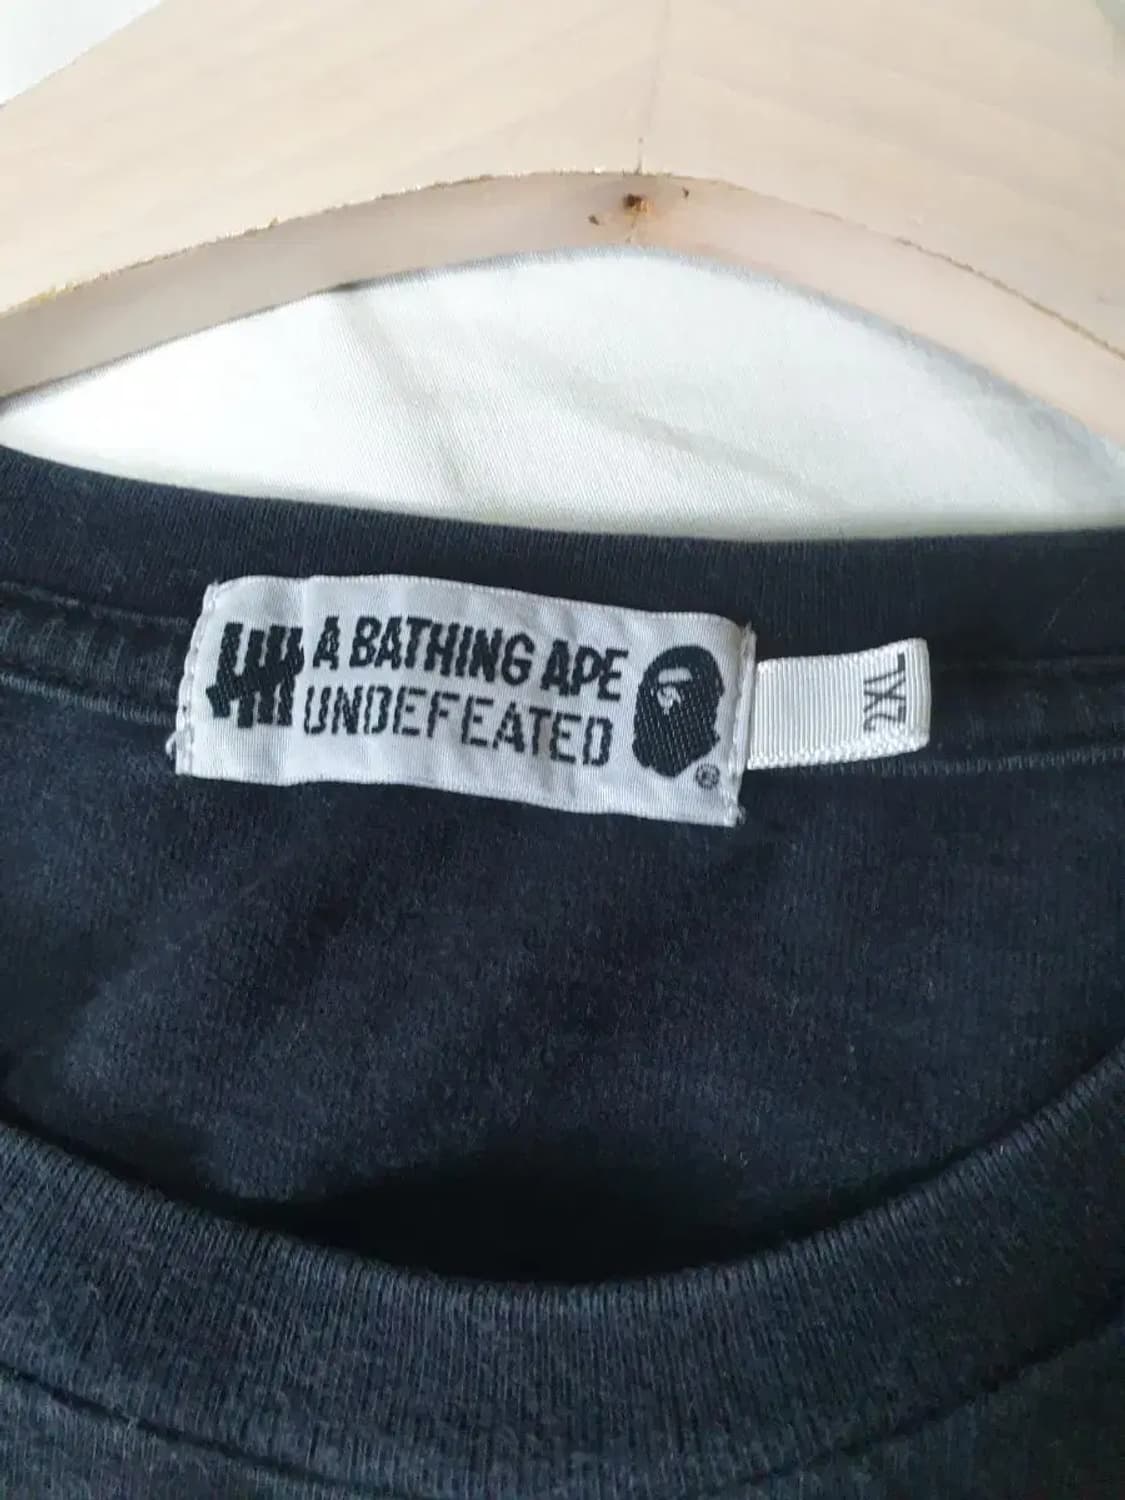 A BATHING APE
UNDEFEATED
®
2XL